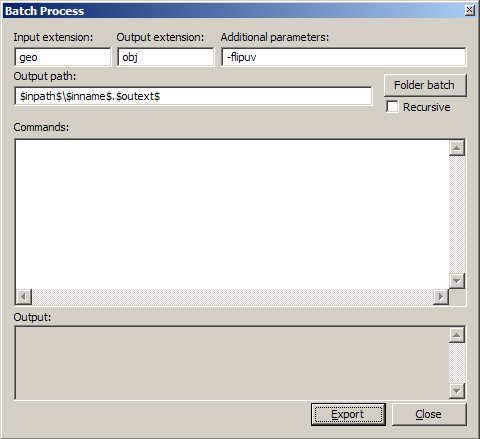 Batch Process
Input extension: Output extension: Additional parameters:
geo obj -flipuv
Output path:
$inpath$\$inname$.$outext$ Folder batch
Recursive
Commands:
Output:
Export Close